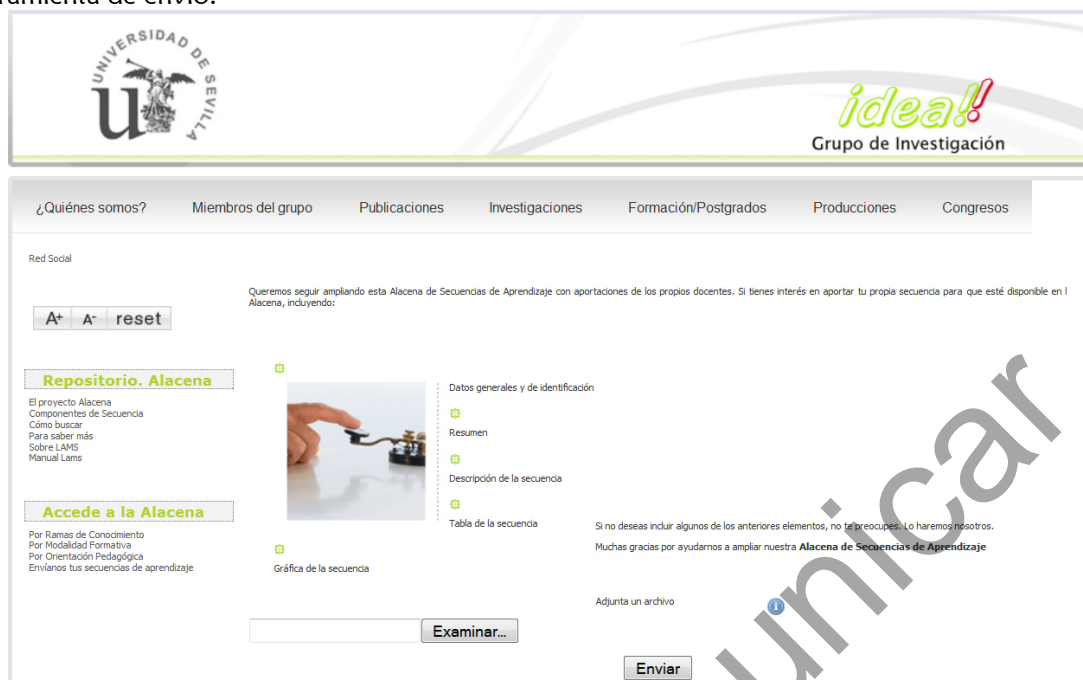 ramienta de envío.
UNIVERSIDAD DE SEVILLA
idea!!
Grupo de Investigación
¿Quiénes somos? Miembros del grupo Publicaciones Investigaciones Formación/Postgrados Producciones Congresos
Red Social
A+ A- reset
Queremos seguir ampliando esta Alacena de Secuencias de Aprendizaje con aportaciones de los propios docentes. Si tienes interés en aportar tu propia secuencia para que esté disponible en l
Alacena, incluyendo:
Repositorio. Alacena
El proyecto Alacena
Componentes de Secuencia
Cómo buscar
Para saber más
Sobre LAMS
Manual Lams
Accede a la Alacena
Por Ramas de Conocimiento
Por Modalidad Formativa
Por Orientación Pedagógica
Envíanos tus secuencias de aprendizaje
Datos generales y de identificación
Resumen
Descripción de la secuencia
Tabla de la secuencia
Gráfica de la secuencia
Si no deseas incluir algunos de los anteriores elementos, no te preocupes. Lo haremos nosotros.
Muchas gracias por ayudarnos a ampliar nuestra Alacena de Secuencias de Aprendizaje
Adjunta un archivo
Examinar...
Enviar
unicar